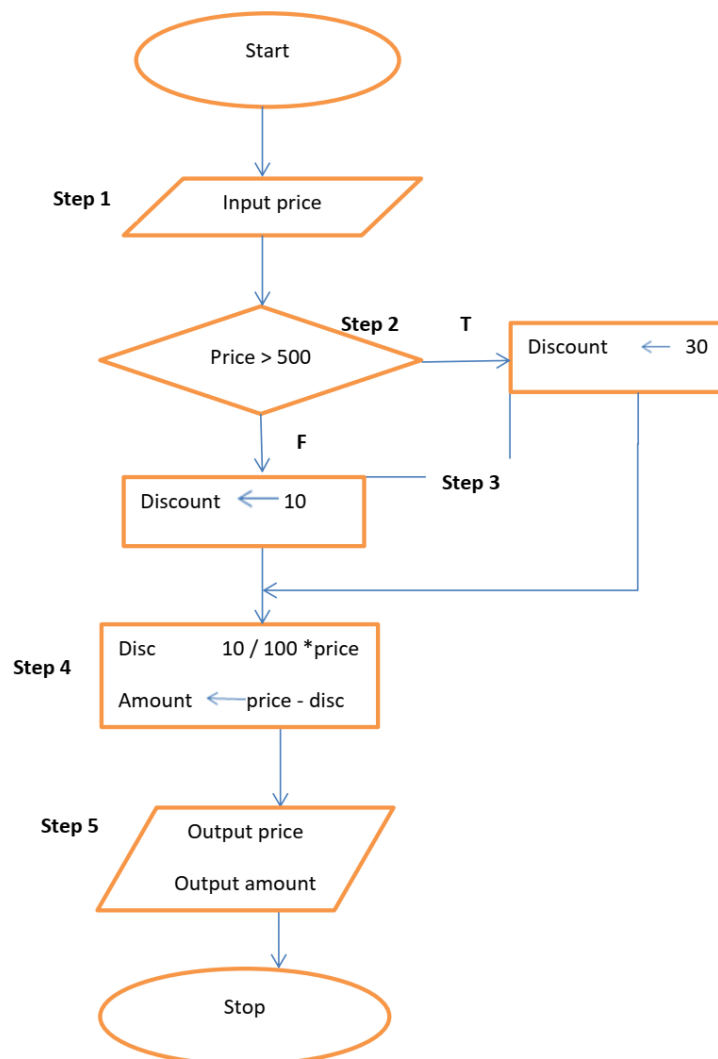 Start
Step 1
Input price
Step 2
T
Price > 500
Discount ← 30
F
Step 3
Discount ← 10
Disc 10 / 100 *price
Step 4
Amount ← price - disc
Step 5
Output price
Output amount
Stop